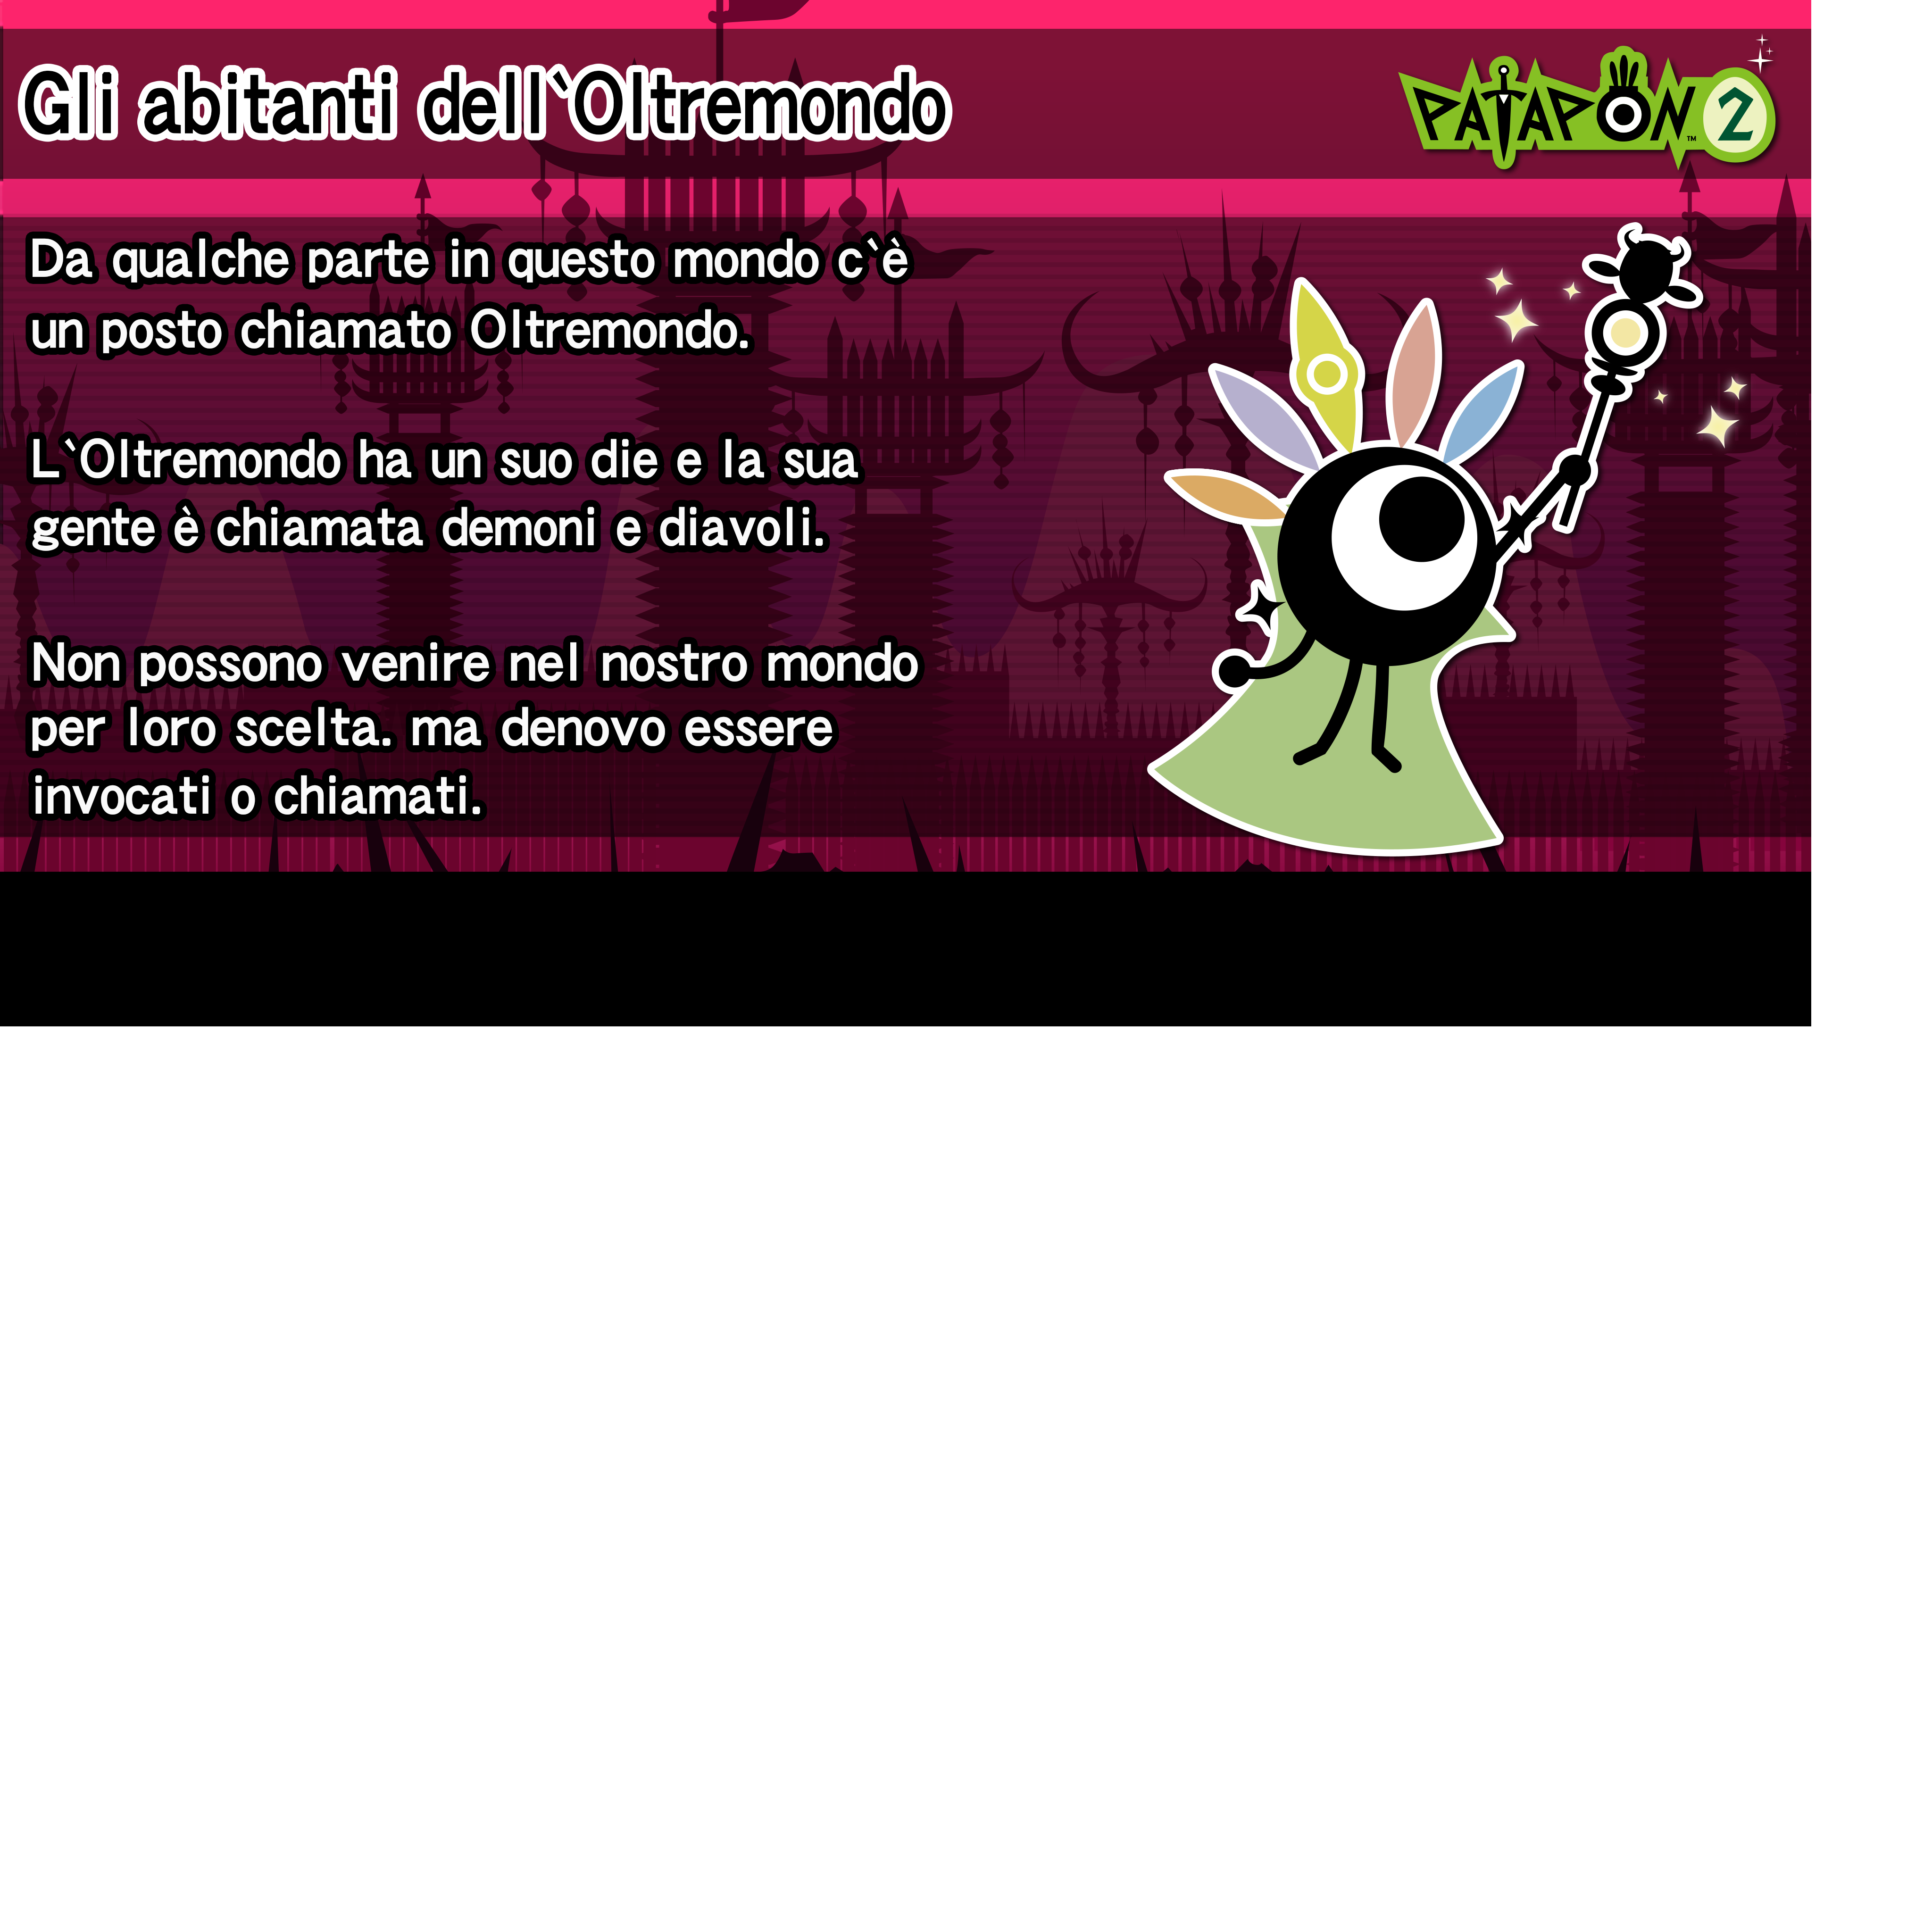 Gli abitanti dell`Oltremondo
PATAPON™ 2
Da qualche parte in questo mondo c`è
un posto chiamato Oltremondo.
L`Oltremondo ha un suo die e la sua
gente è chiamata demoni e diavoli.
Non possono venire nel nostro mondo
per loro scelta. ma denovo essere
invocati o chiamati.